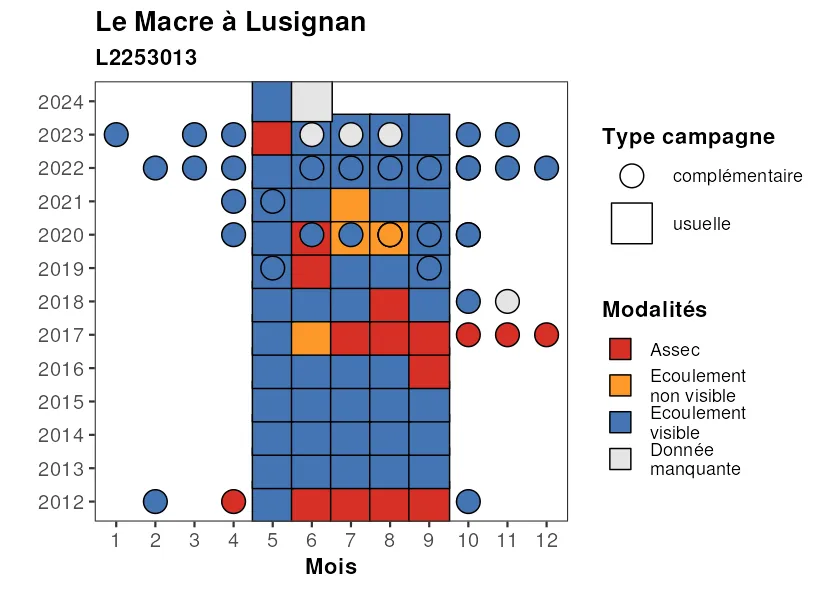 Le Macre à Lusignan
L2253013
2024
2023
2022
2021
2020
2019
2018
2017
2016
2015
2014
2013
2012
1 2 3 4 5 6 7 8 9 10 11 12
Mois
Type campagne
complémentaire
usuelle
Modalités
Assec
Ecoulement
non visible
Ecoulement
visible
Donnée
manquante